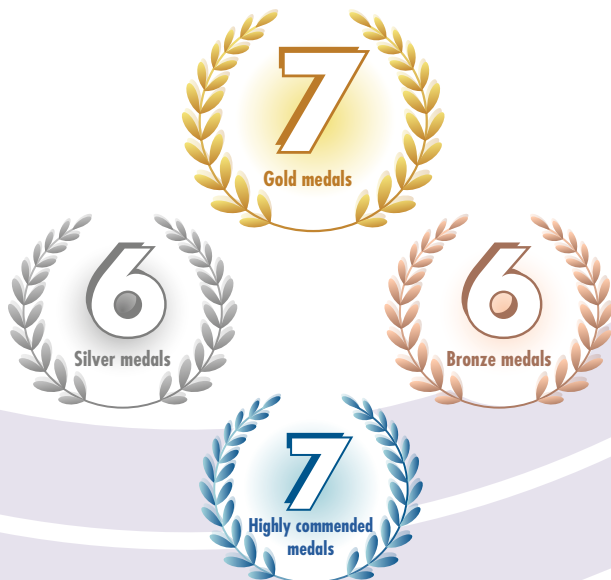 7
Gold medals
6
Silver medals
6
Bronze medals
7
Highly commended
medals